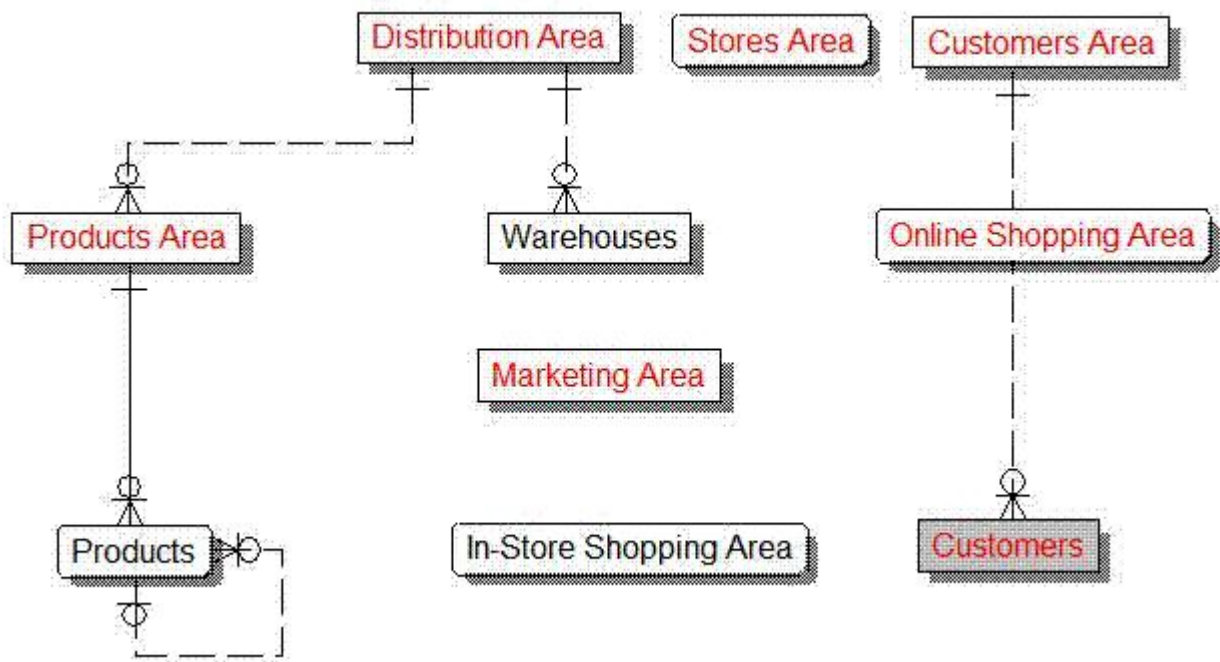 Distribution Area
Stores Area
Customers Area
Products Area
Warehouses
Online Shopping Area
Marketing Area
Products
In-Store Shopping Area
Customers